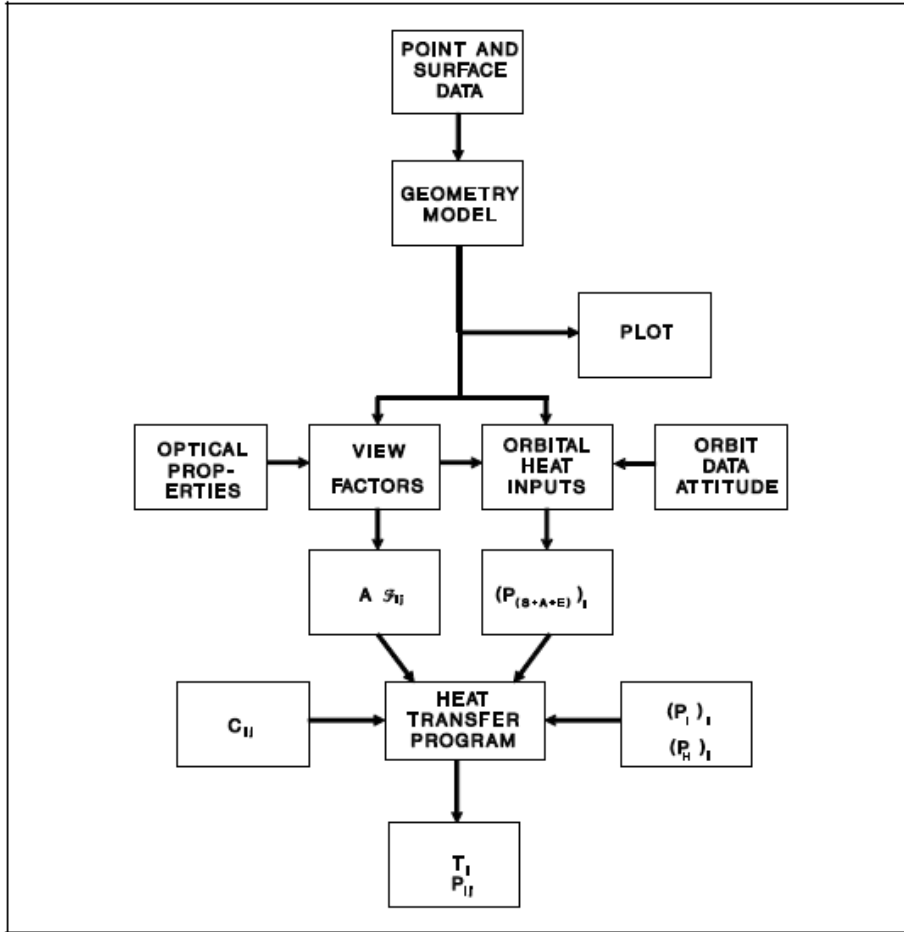 POINT AND
SURFACE
DATA
GEOMETRY
MODEL
PLOT
OPTICAL
PROP-
ERTIES
VIEW
FACTORS
ORBITAL
HEAT
INPUTS
ORBIT
DATA
ATTITUDE
A ℱij
(P(S+A+E))i
Cij
HEAT
TRANSFER
PROGRAM
(PI)i
(PH)i
Ti
Pij